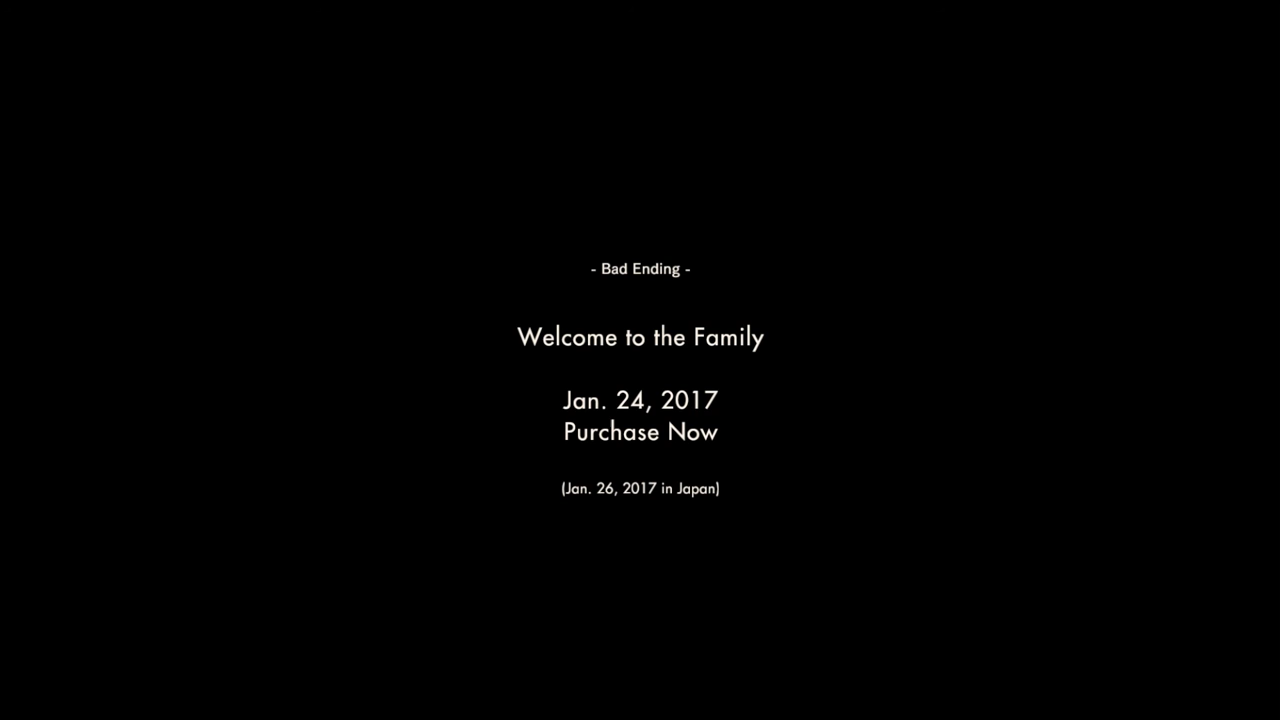 - Bad Ending -
Welcome to the Family
Jan. 24, 2017
Purchase Now
(Jan. 26, 2017 in Japan)